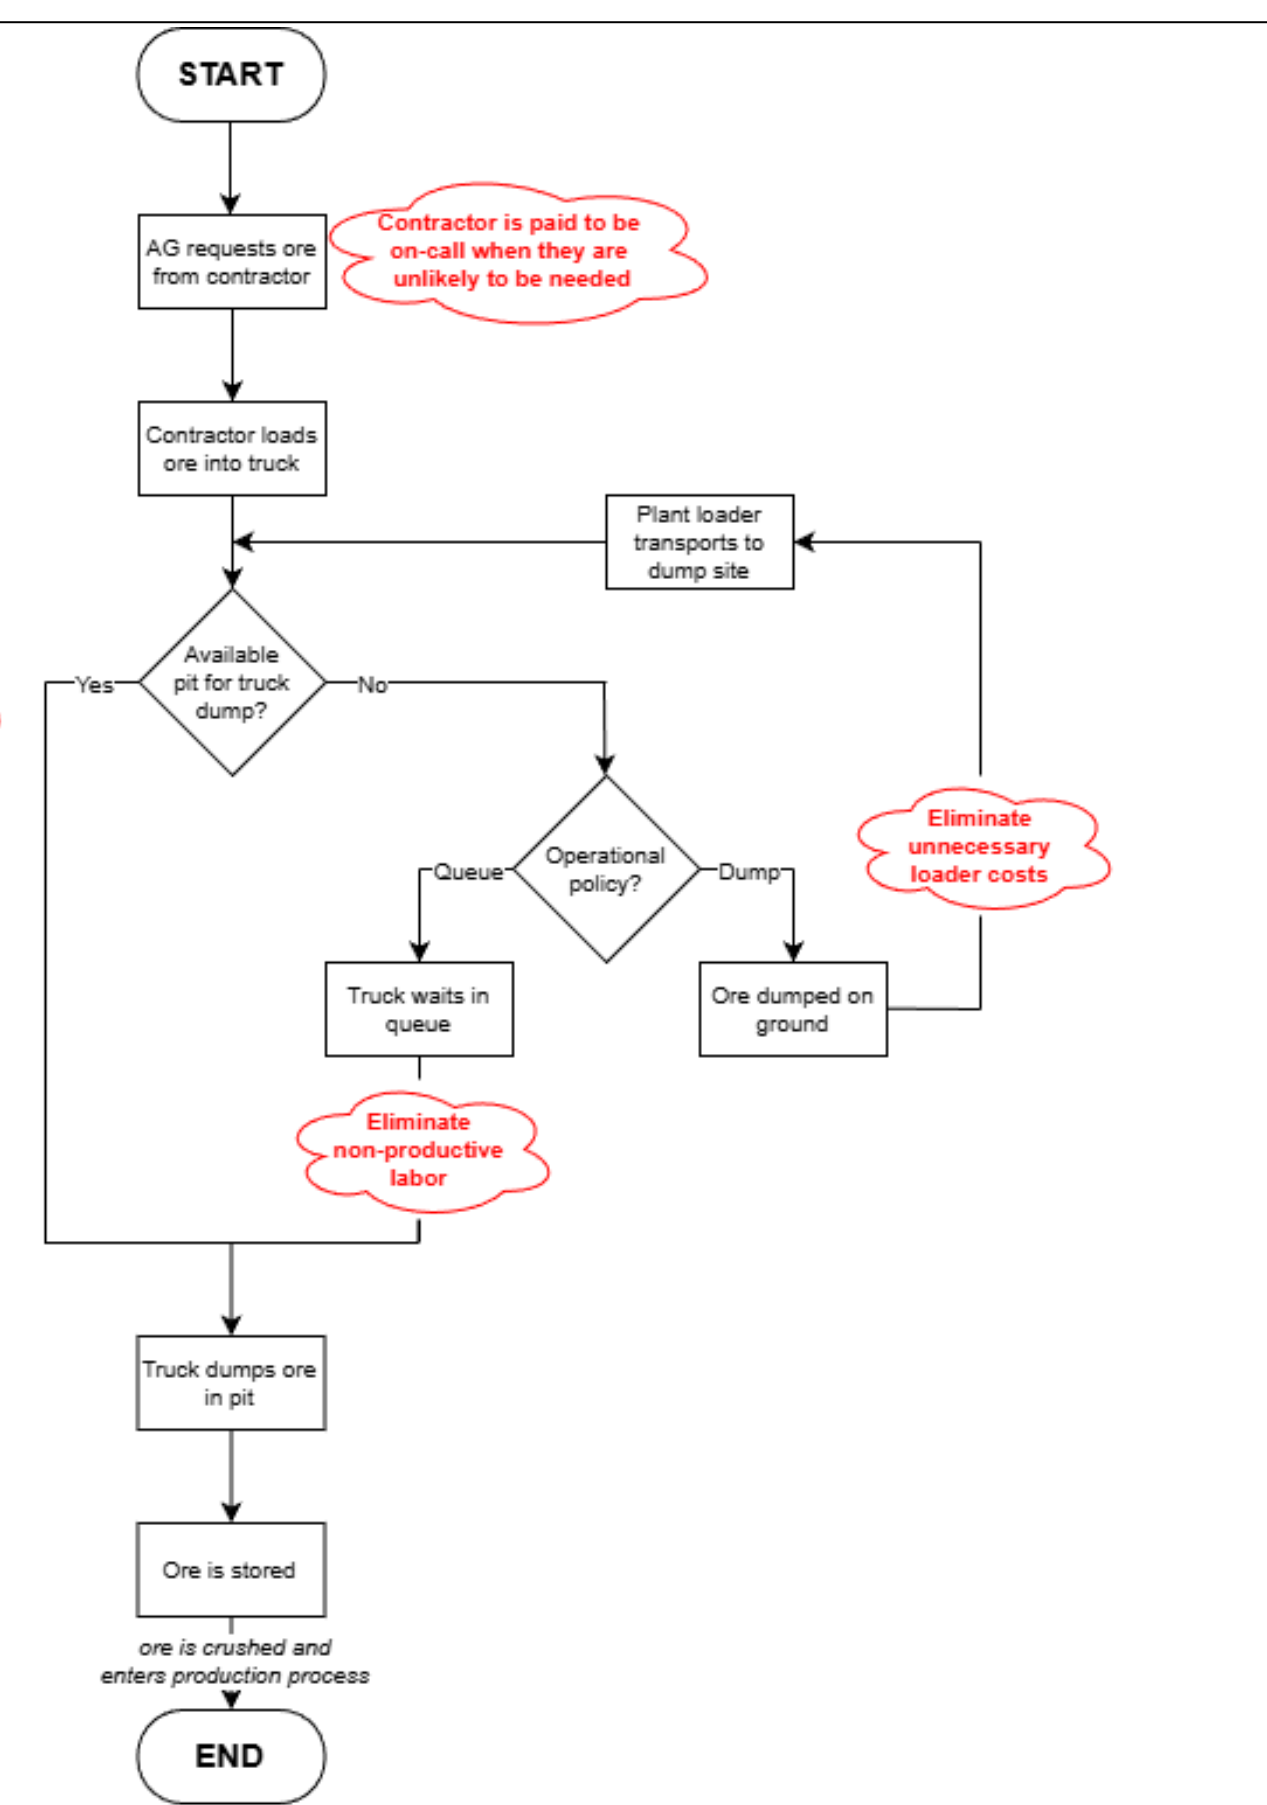 START
AG requests ore
from contractor
Contractor is paid to be
on-call when they are
unlikely to be needed
Contractor loads
ore into truck
Plant loader
transports to
dump site
Available
pit for truck
dump?
Yes
No
Operational
policy?
Queue
Dump
Eliminate
unnecessary
loader costs
Truck waits in
queue
Ore dumped on
ground
Eliminate
non-productive
labor
Truck dumps ore
in pit
Ore is stored
ore is crushed and
enters production process
END